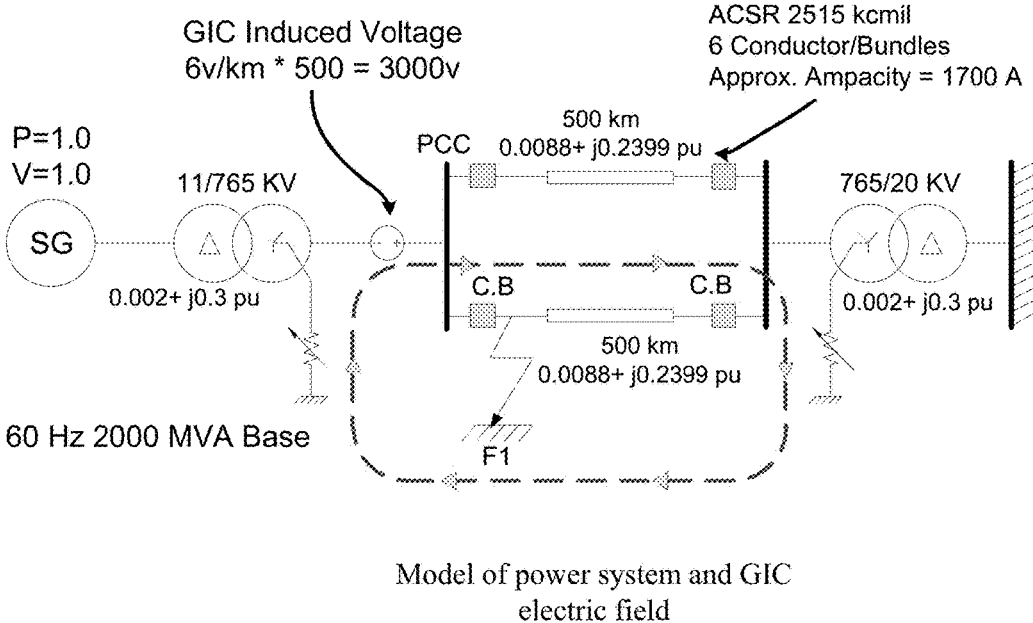 GIC Induced Voltage
6v/km * 500 = 3000v
ACSR 2515 kcmil
6 Conductor/Bundles
Approx. Ampacity = 1700 A
P=1.0
V=1.0
SG
11/765 KV
0.002+ j0.3 pu
- +
PCC
500 km
0.0088+ j0.2399 pu
C.B
C.B
500 km
0.0088+ j0.2399 pu
765/20 KV
0.002+ j0.3 pu
60 Hz 2000 MVA Base
F1
Model of power system and GIC
electric field